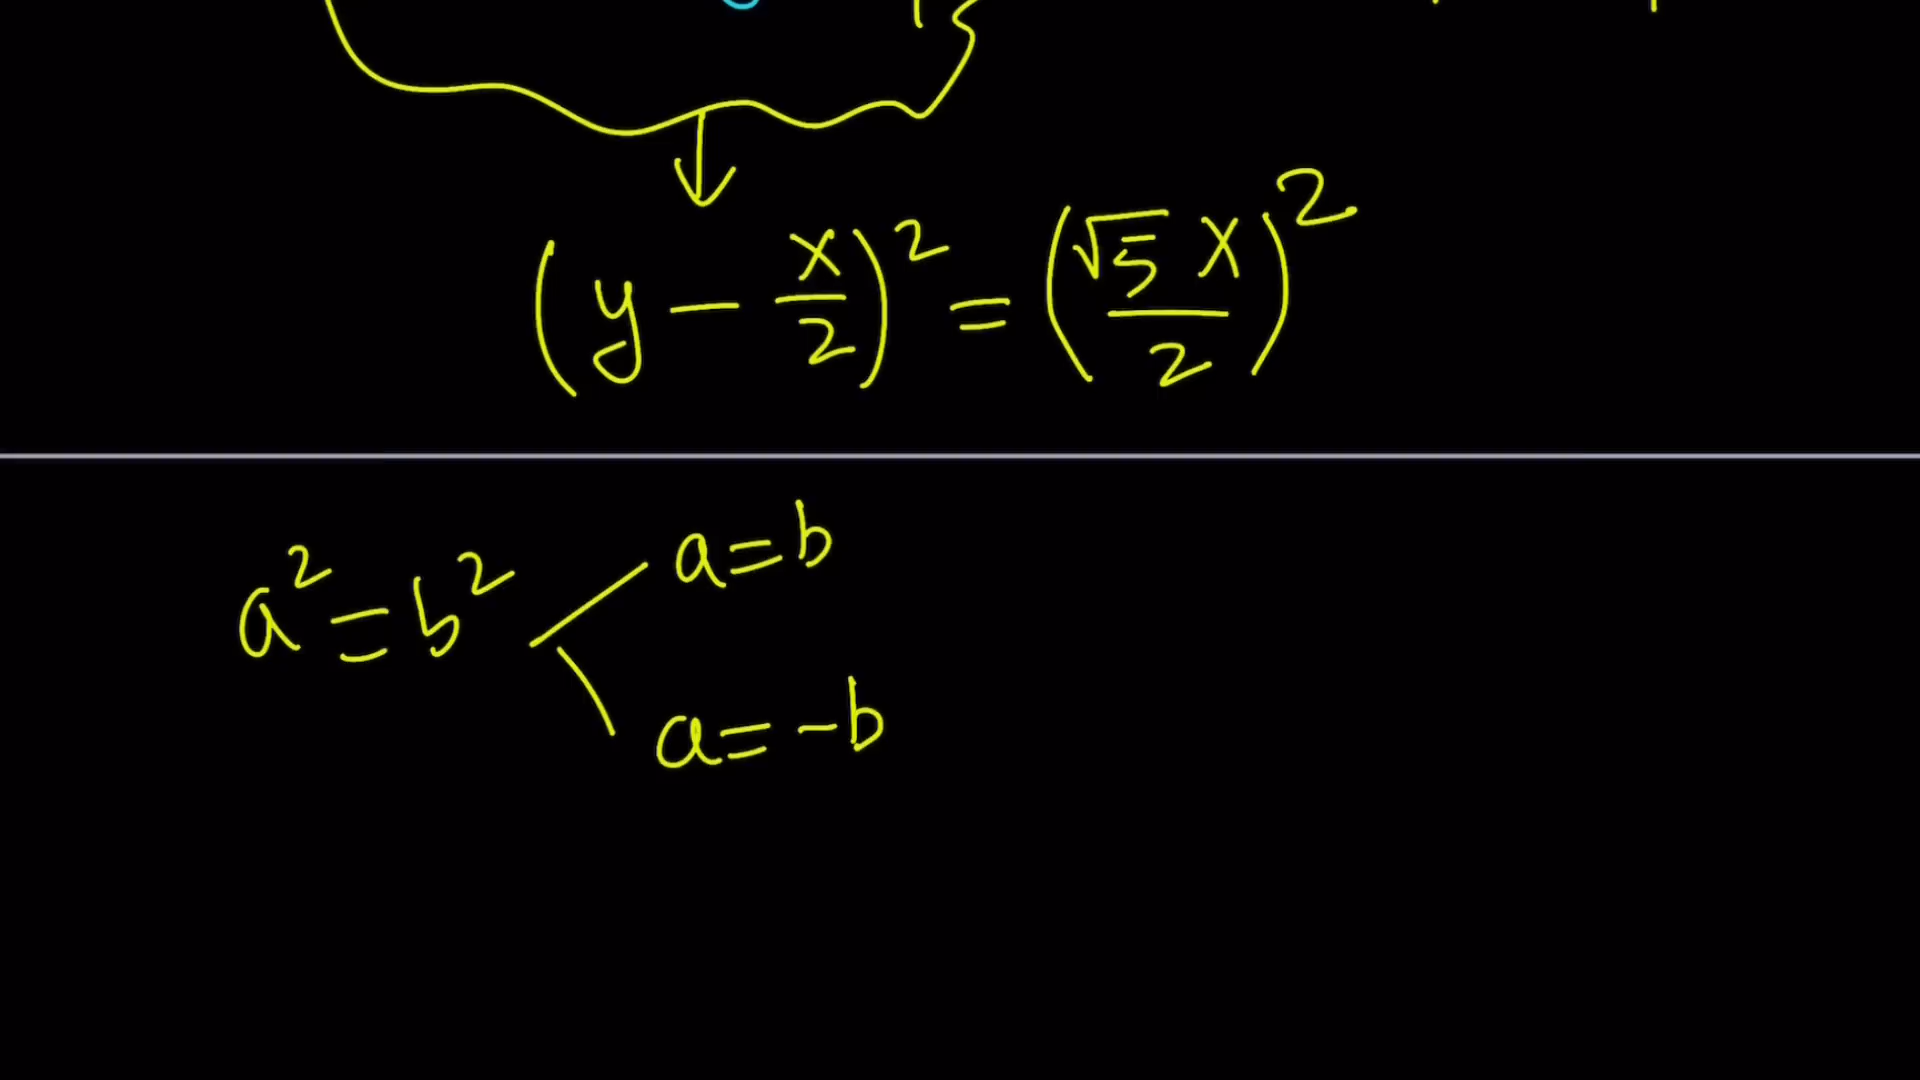 (y - x/2)² = (√5 x/2)²
a² = b²
a = b
a = -b